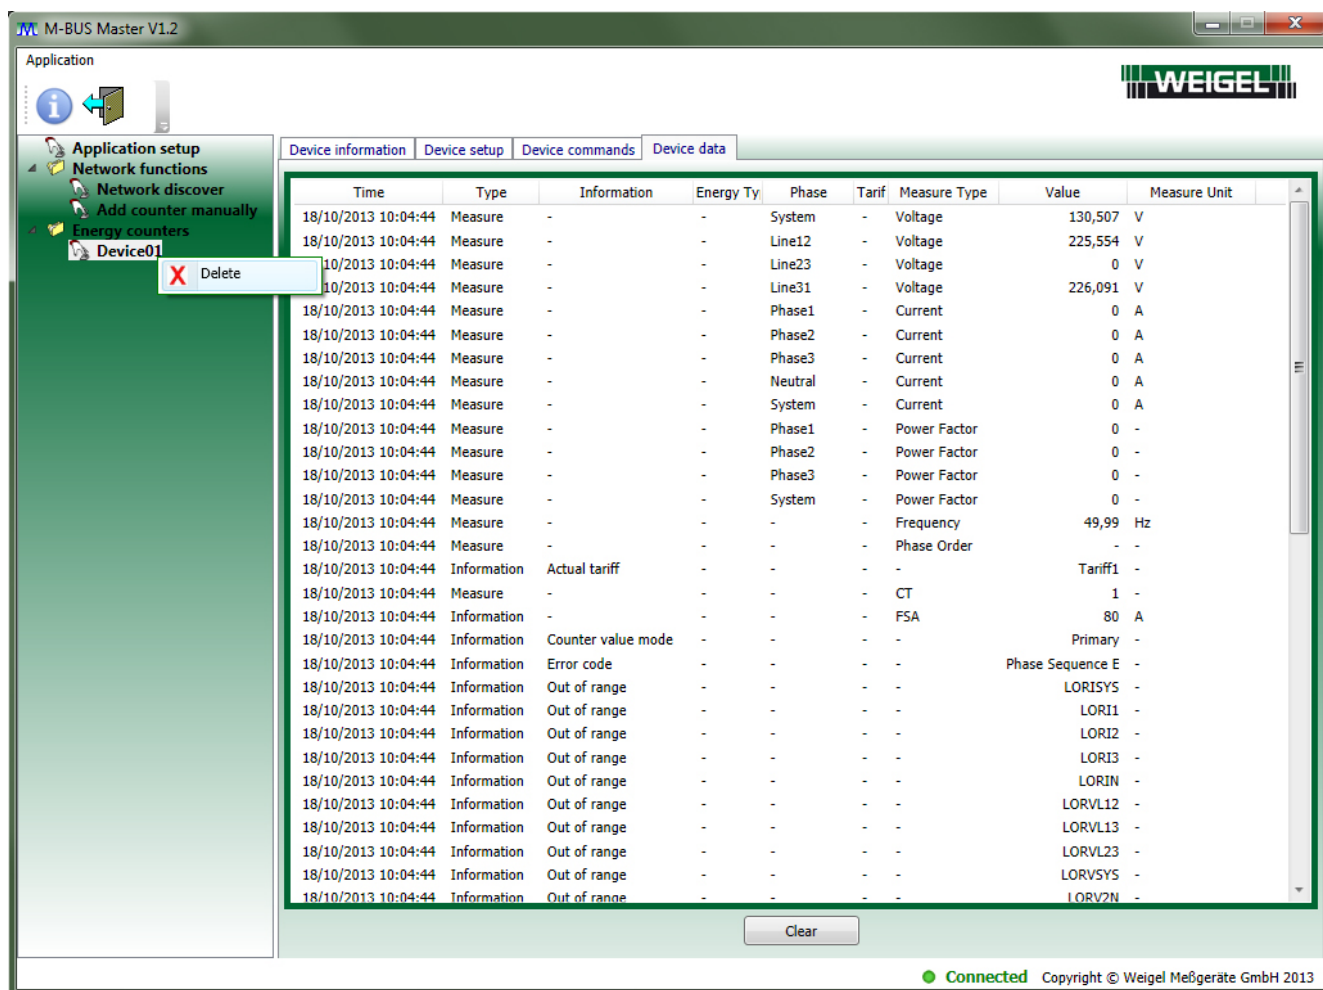 M-BUS Master V1.2
Application
WEIGEL
Application setup
Network functions
Network discover
Add counter manually
Energy counters
Device01
Delete
Device information Device setup Device commands Device data
Time Type Information Energy Ty Phase Tarif Measure Type Value Measure Unit
18/10/2013 10:04:44 Measure - - System - Voltage 130,507 V
18/10/2013 10:04:44 Measure - - Line12 - Voltage 225,554 V
10/2013 10:04:44 Measure - - Line23 - Voltage 0 V
10/2013 10:04:44 Measure - - Line31 - Voltage 226,091 V
18/10/2013 10:04:44 Measure - - Phase1 - Current 0 A
18/10/2013 10:04:44 Measure - - Phase2 - Current 0 A
18/10/2013 10:04:44 Measure - - Phase3 - Current 0 A
18/10/2013 10:04:44 Measure - - Neutral - Current 0 A
18/10/2013 10:04:44 Measure - - System - Current 0 A
18/10/2013 10:04:44 Measure - - Phase1 - Power Factor 0 -
18/10/2013 10:04:44 Measure - - Phase2 - Power Factor 0 -
18/10/2013 10:04:44 Measure - - Phase3 - Power Factor 0 -
18/10/2013 10:04:44 Measure - - System - Power Factor 0 -
18/10/2013 10:04:44 Measure - - - - Frequency 49,99 Hz
18/10/2013 10:04:44 Measure - - - - Phase Order - -
18/10/2013 10:04:44 Information Actual tariff - - - - Tariff1 -
18/10/2013 10:04:44 Measure - - - - CT 1 -
18/10/2013 10:04:44 Information - - - - FSA 80 A
18/10/2013 10:04:44 Information Counter value mode - - - - Primary -
18/10/2013 10:04:44 Information Error code - - - - Phase Sequence E -
18/10/2013 10:04:44 Information Out of range - - - - LORISYS -
18/10/2013 10:04:44 Information Out of range - - - - LORI1 -
18/10/2013 10:04:44 Information Out of range - - - - LORI2 -
18/10/2013 10:04:44 Information Out of range - - - - LORI3 -
18/10/2013 10:04:44 Information Out of range - - - - LORIN -
18/10/2013 10:04:44 Information Out of range - - - - LORVL12 -
18/10/2013 10:04:44 Information Out of range - - - - LORVL13 -
18/10/2013 10:04:44 Information Out of range - - - - LORVL23 -
18/10/2013 10:04:44 Information Out of range - - - - LORVSYS -
18/10/2013 10:04:44 Information Out of range - - - - LORV2N -
Clear
Connected Copyright © Weigel Meßgeräte GmbH 2013